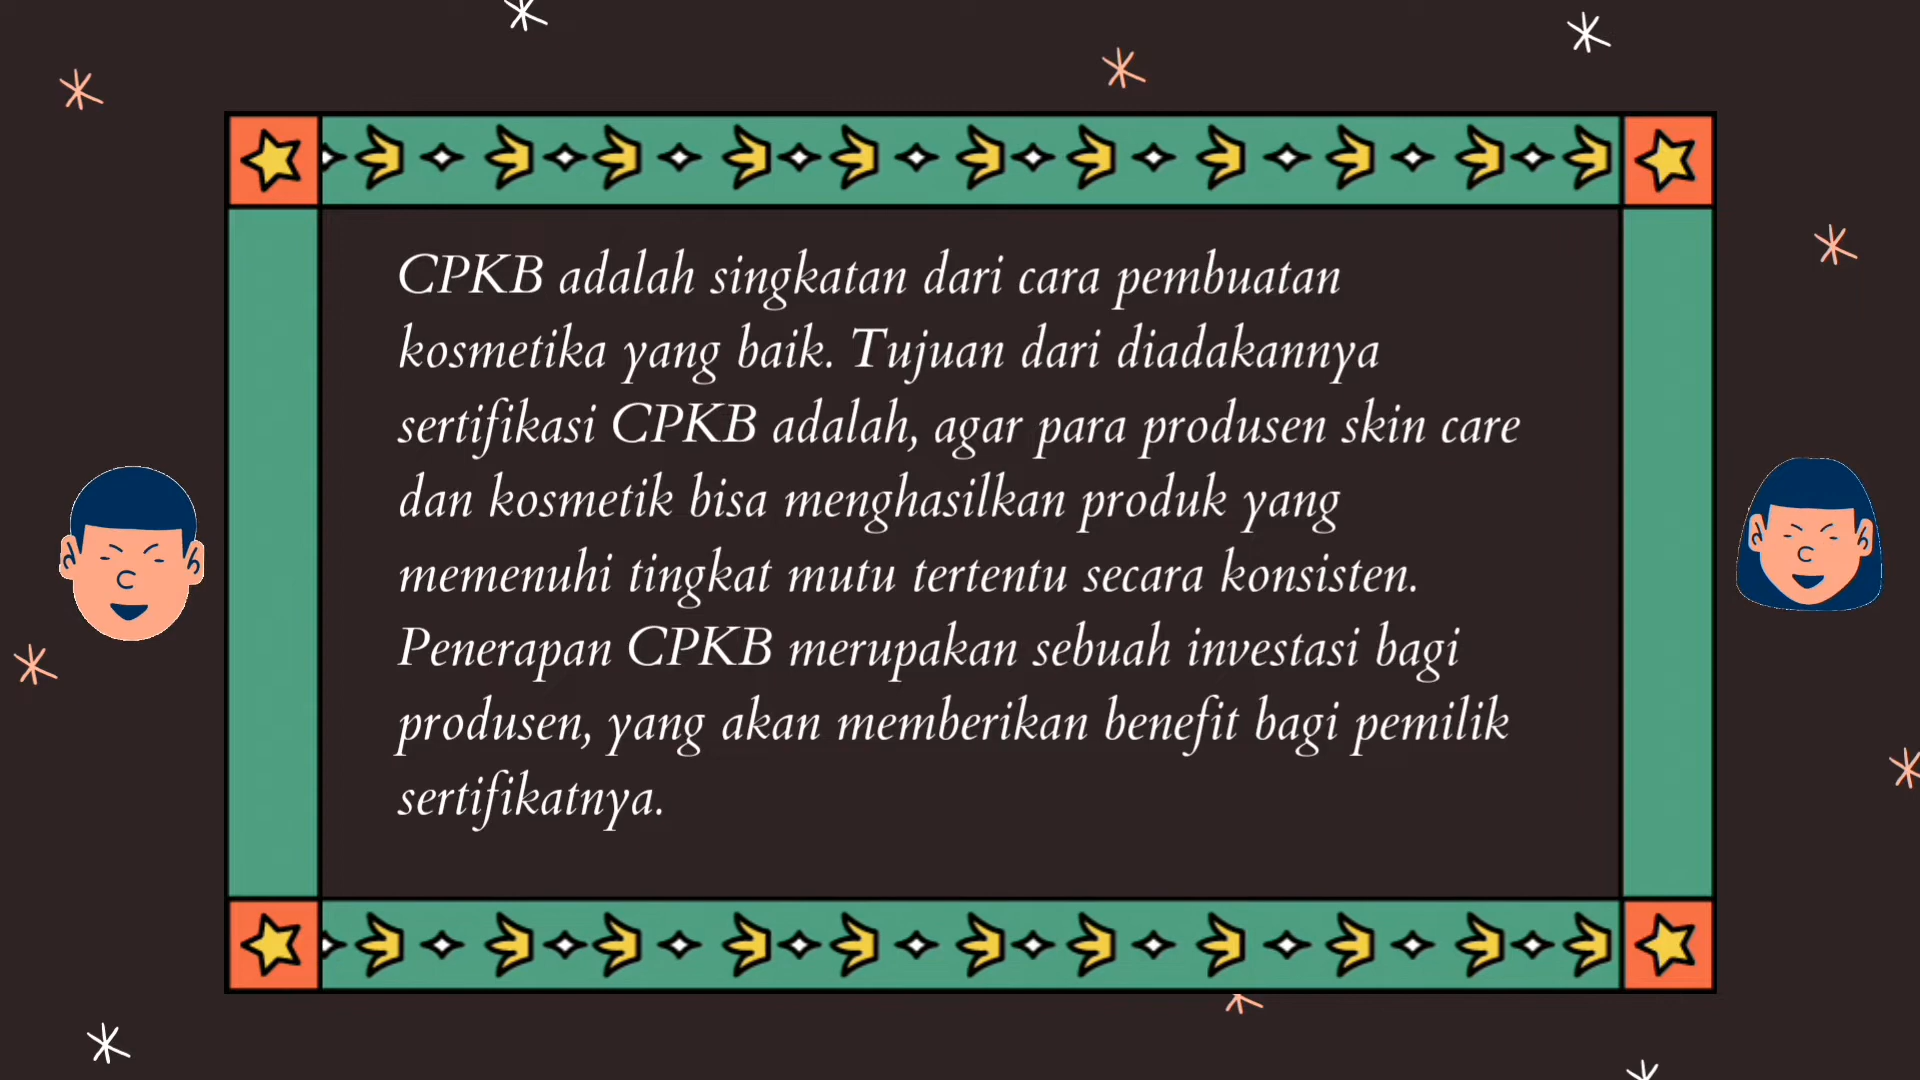 CPKB adalah singkatan dari cara pembuatan
kosmetika yang baik. Tujuan dari diadakannya
sertifikasi CPKB adalah, agar para produsen skin care
dan kosmetik bisa menghasilkan produk yang
memenuhi tingkat mutu tertentu secara konsisten.
Penerapan CPKB merupakan sebuah investasi bagi
produsen, yang akan memberikan benefit bagi pemilik
sertifikatnya.